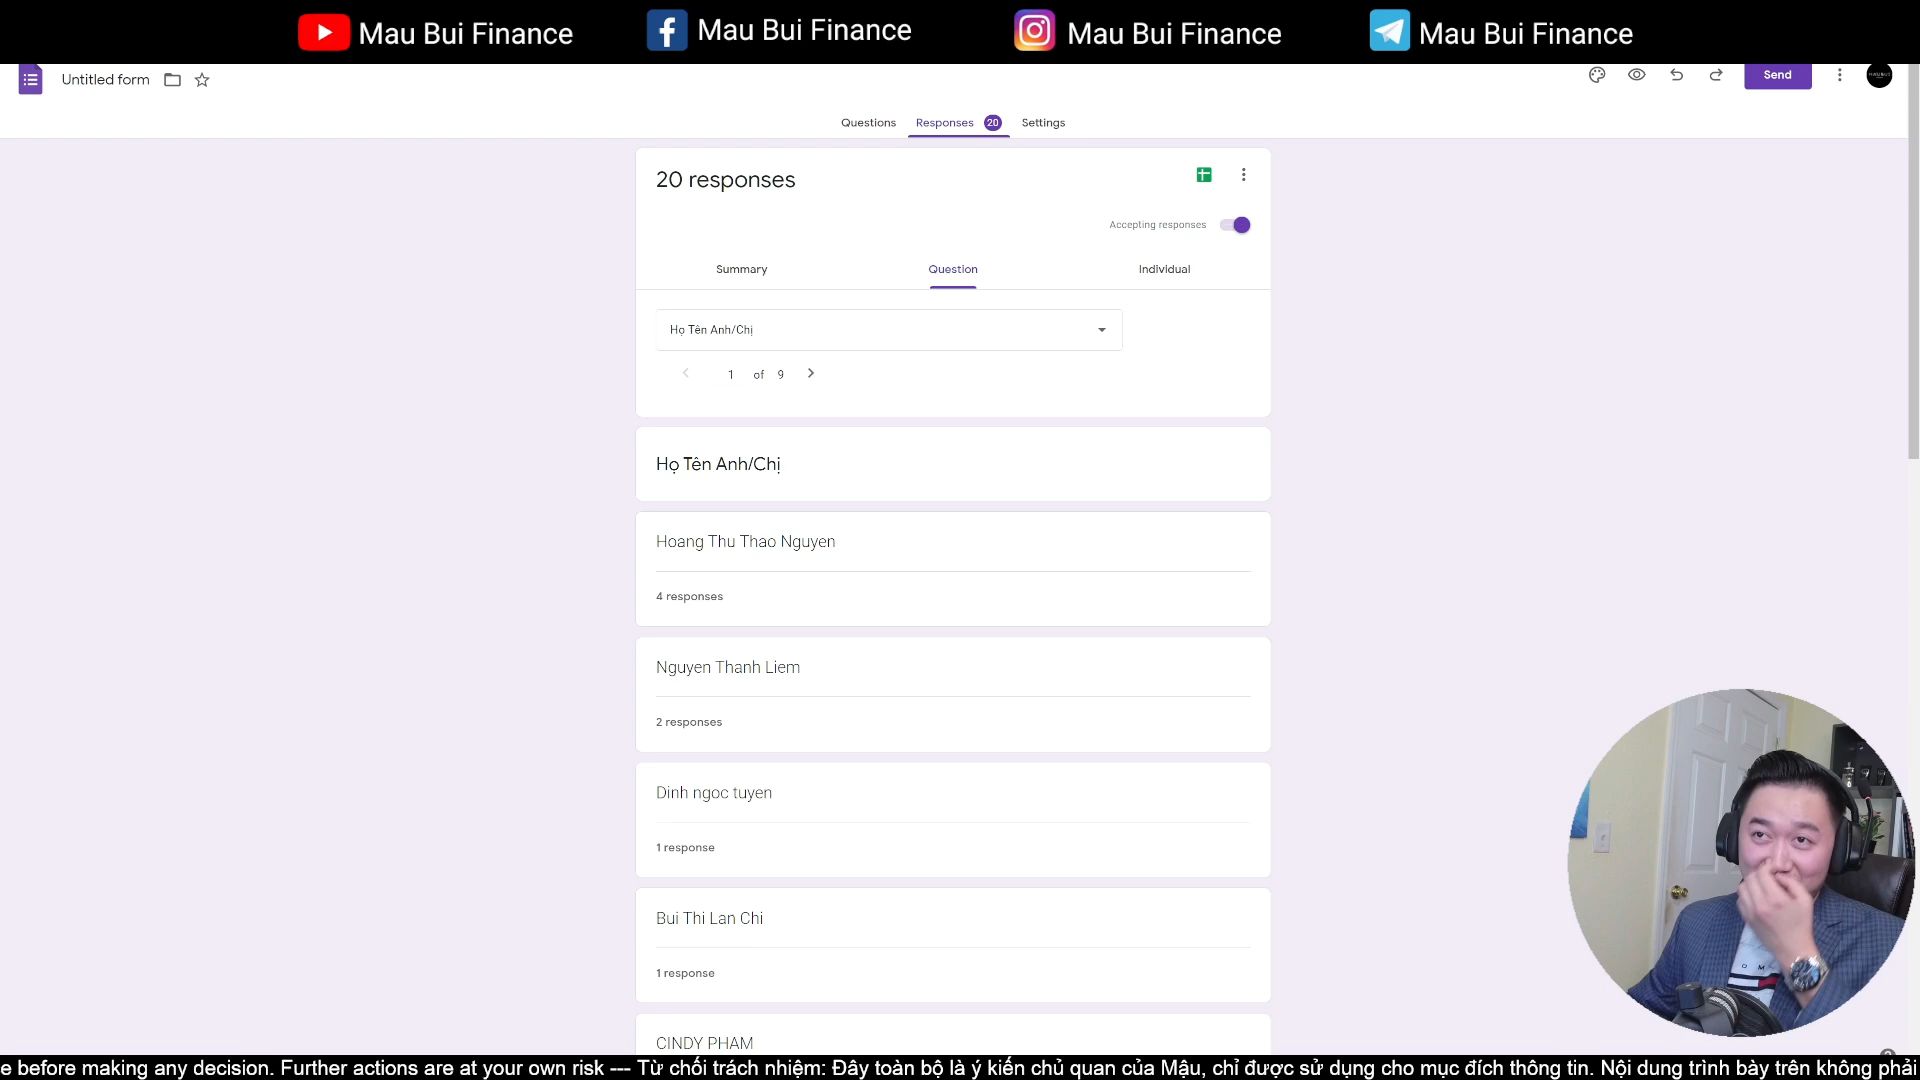 Mau Bui Finance
Mau Bui Finance
Mau Bui Finance
Mau Bui Finance
Untitled form
Send
Questions
Responses 20
Settings
20 responses
Accepting responses
Summary
Question
Individual
Họ Tên Anh/Chị
1 of 9
Họ Tên Anh/Chị
Hoang Thu Thao Nguyen
4 responses
Nguyen Thanh Liem
2 responses
Dinh ngoc tuyen
1 response
Bui Thi Lan Chi
1 response
CINDY PHAM
e before making any decision. Further actions are at your own risk --- Từ chối trách nhiệm: Đây toàn bộ là ý kiến chủ quan của Mậu, chỉ được sử dụng cho mục đích thông tin. Nội dung trình bày trên không phải